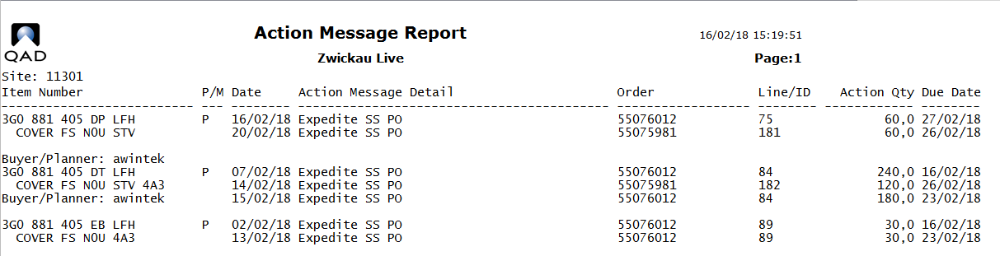 QAD
Action Message Report 16/02/18 15:19:51
Zwickau Live Page:1
Site: 11301
Item Number P/M Date Action Message Detail Order Line/ID Action Qty Due Date
-------------------------- --- -------- ------------------------------------------ --------------- -------- --------------- --------
3G0 881 405 DP LFH P 16/02/18 Expedite SS PO 55076012 75 60,0 27/02/18
COVER FS N0U STV 20/02/18 Expedite SS PO 55075981 181 60,0 26/02/18
Buyer/Planner: awintek
3G0 881 405 DT LFH P 07/02/18 Expedite SS PO 55076012 84 240,0 16/02/18
COVER FS N0U STV 4A3 14/02/18 Expedite SS PO 55075981 182 120,0 26/02/18
Buyer/Planner: awintek 15/02/18 Expedite SS PO 55076012 84 180,0 23/02/18
3G0 881 405 EB LFH P 02/02/18 Expedite SS PO 55076012 89 30,0 16/02/18
COVER FS N0U 4A3 13/02/18 Expedite SS PO 55076012 89 30,0 23/02/18